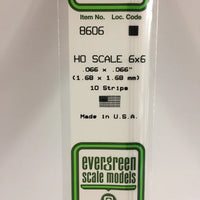 Item No. Loc. Code
8606
HO SCALE 6x6
.066 x .066"
(1.68 x 1.68 mm)
10 Strips
Made in U.S.A.
evergreen
scale models